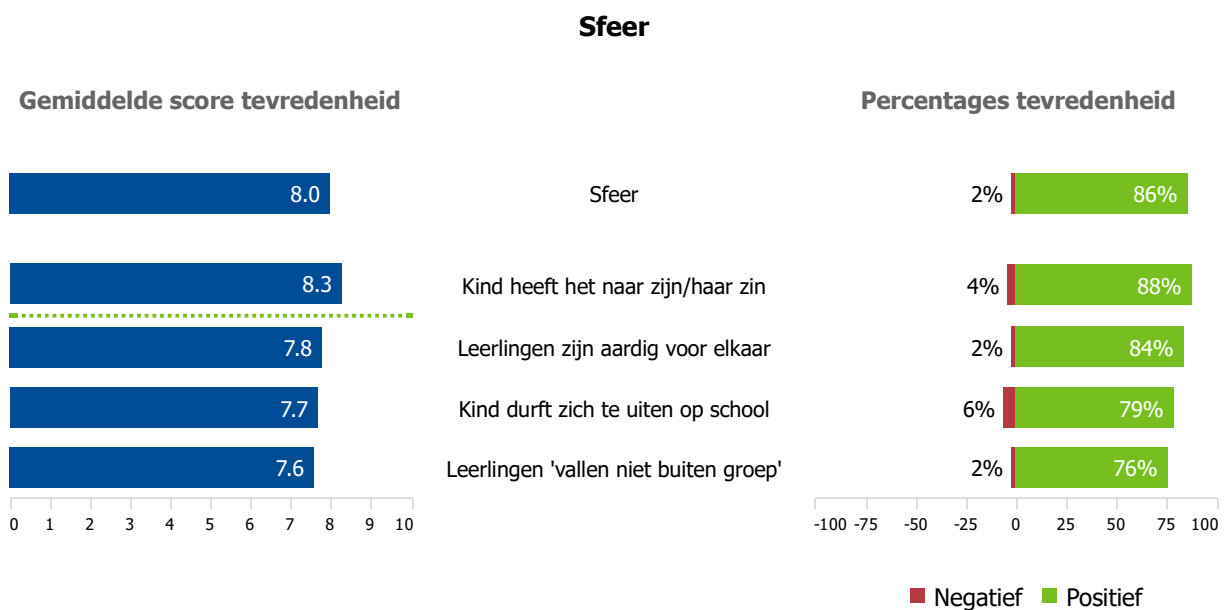 Sfeer
Gemiddelde score tevredenheid
Percentages tevredenheid
8.0 Sfeer 2% 86%
8.3 Kind heeft het naar zijn/haar zin 4% 88%
7.8 Leerlingen zijn aardig voor elkaar 2% 84%
7.7 Kind durft zich te uiten op school 6% 79%
7.6 Leerlingen 'vallen niet buiten groep' 2% 76%
0 1 2 3 4 5 6 7 8 9 10
-100 -75 -50 -25 0 25 50 75 100
Negatief Positief